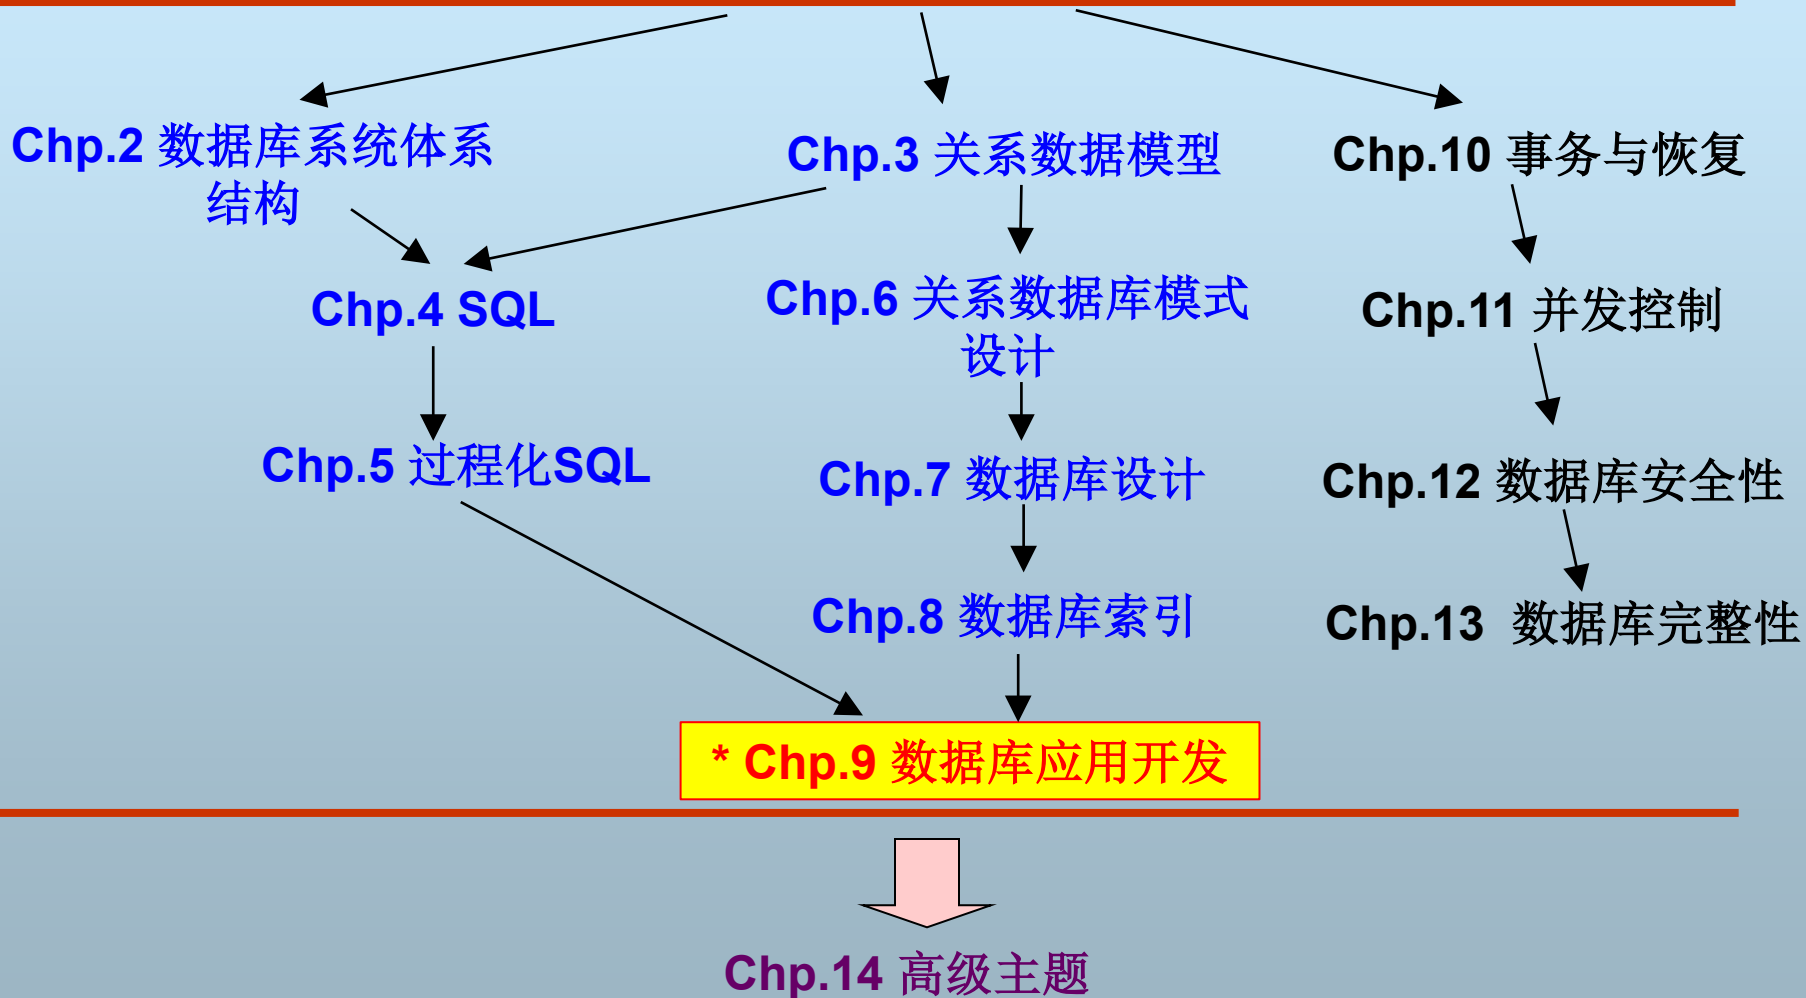 Chp.2 数据库系统体系
结构
Chp.3 关系数据模型
Chp.10 事务与恢复
Chp.4 SQL
Chp.6 关系数据库模式
设计
Chp.11 并发控制
Chp.5 过程化SQL
Chp.7 数据库设计
Chp.12 数据库安全性
Chp.8 数据库索引
Chp.13 数据库完整性
* Chp.9 数据库应用开发
Chp.14 高级主题